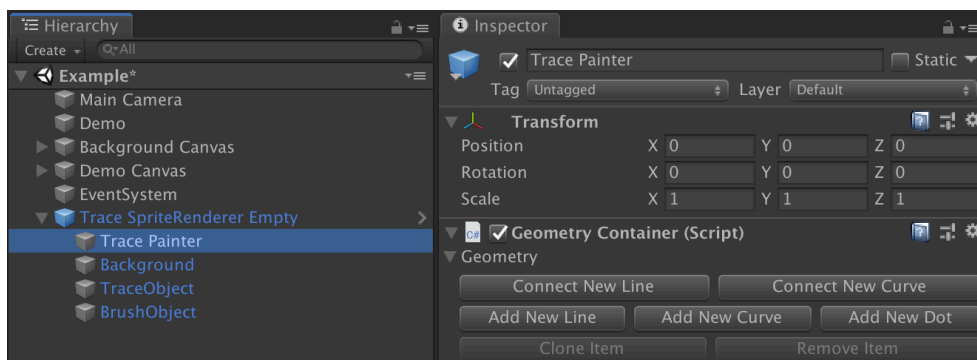 Hierarchy
Create
All
Example*
Main Camera
Demo
Background Canvas
Demo Canvas
EventSystem
Trace SpriteRenderer Empty
Trace Painter
Background
TraceObject
BrushObject
Inspector
Trace Painter
Static
Tag Untagged Layer Default
Transform
Position X 0 Y 0 Z 0
Rotation X 0 Y 0 Z 0
Scale X 1 Y 1 Z 1
C# Geometry Container (Script)
Geometry
Connect New Line Connect New Curve
Add New Line Add New Curve Add New Dot
Clone Item Remove Item